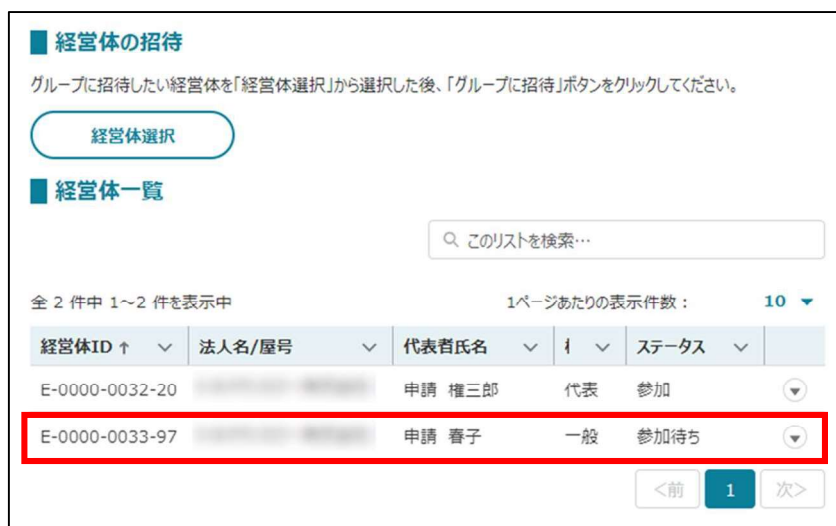 経営体の招待
グループに招待したい経営体を「経営体選択」から選択した後、「グループに招待」ボタンをクリックしてください。
経営体選択
経営体一覧
このリストを検索…
全 2 件中 1～2 件を表示中 1ページあたりの表示件数： 10
経営体ID ↑ 法人名/屋号 代表者氏名 ステータス
E-0000-0032-20 申請 権三郎 代表 参加
E-0000-0033-97 申請 春子 一般 参加待ち
<前 1 次>